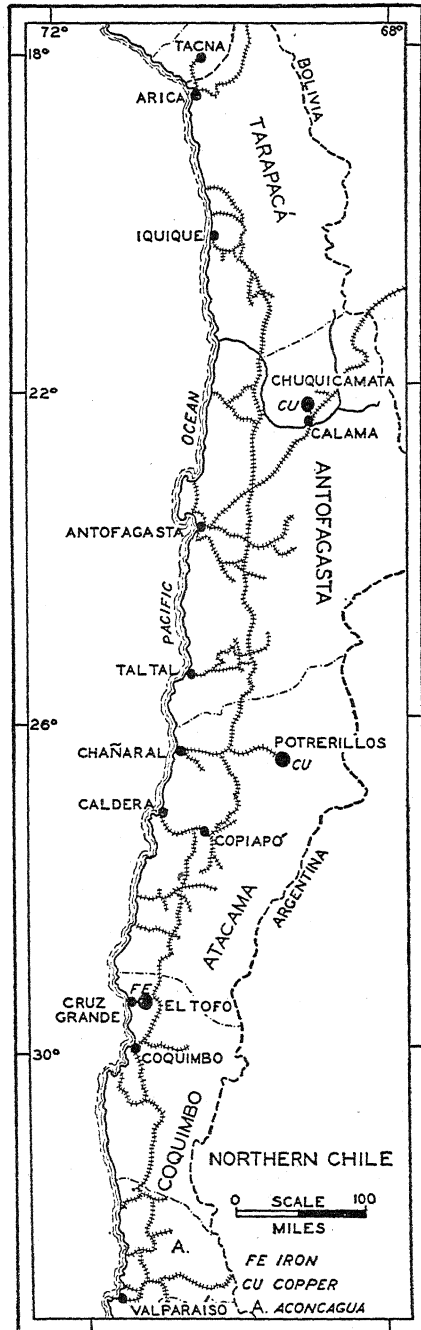 72°
68°
18°
TACNA
ARICA
BOLIVIA
TARAPACÁ
IQUIQUE
22°
CHUQUICAMATA
CU
CALAMA
OCEAN
ANTOFAGASTA
ANTOFAGASTA
PACIFIC
TALTAL
26°
POTRERILLOS
CHAÑARAL
CU
CALDERA
COPIAPÓ
ATACAMA
ARGENTINA
FE
CRUZ
GRANDE
EL TOFO
30°
COQUIMBO
COQUIMBO
NORTHERN CHILE
0 SCALE 100
MILES
A.
FE IRON
CU COPPER
VALPARAÍSO
A. ACONCAGUA